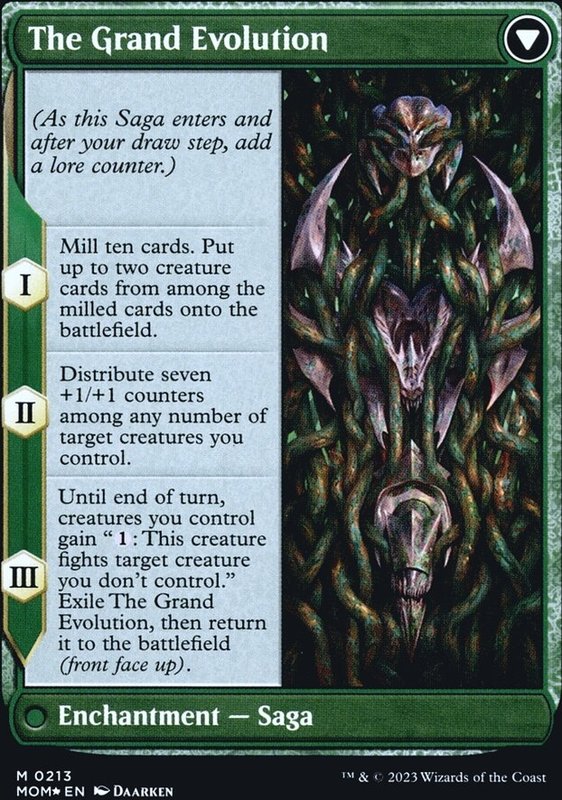 The Grand Evolution
(As this Saga enters and
after your draw step, add
a lore counter.)
I
Mill ten cards. Put
up to two creature
cards from among the
milled cards onto the
battlefield.
II
Distribute seven
+1/+1 counters
among any number of
target creatures you
control.
III
Until end of turn,
creatures you control
gain “1: This creature
fights target creature
you don’t control.”
Exile The Grand
Evolution, then return
it to the battlefield
(front face up).
Enchantment — Saga
M 0213
MOM★EN Daarken
™ & © 2023 Wizards of the Coast